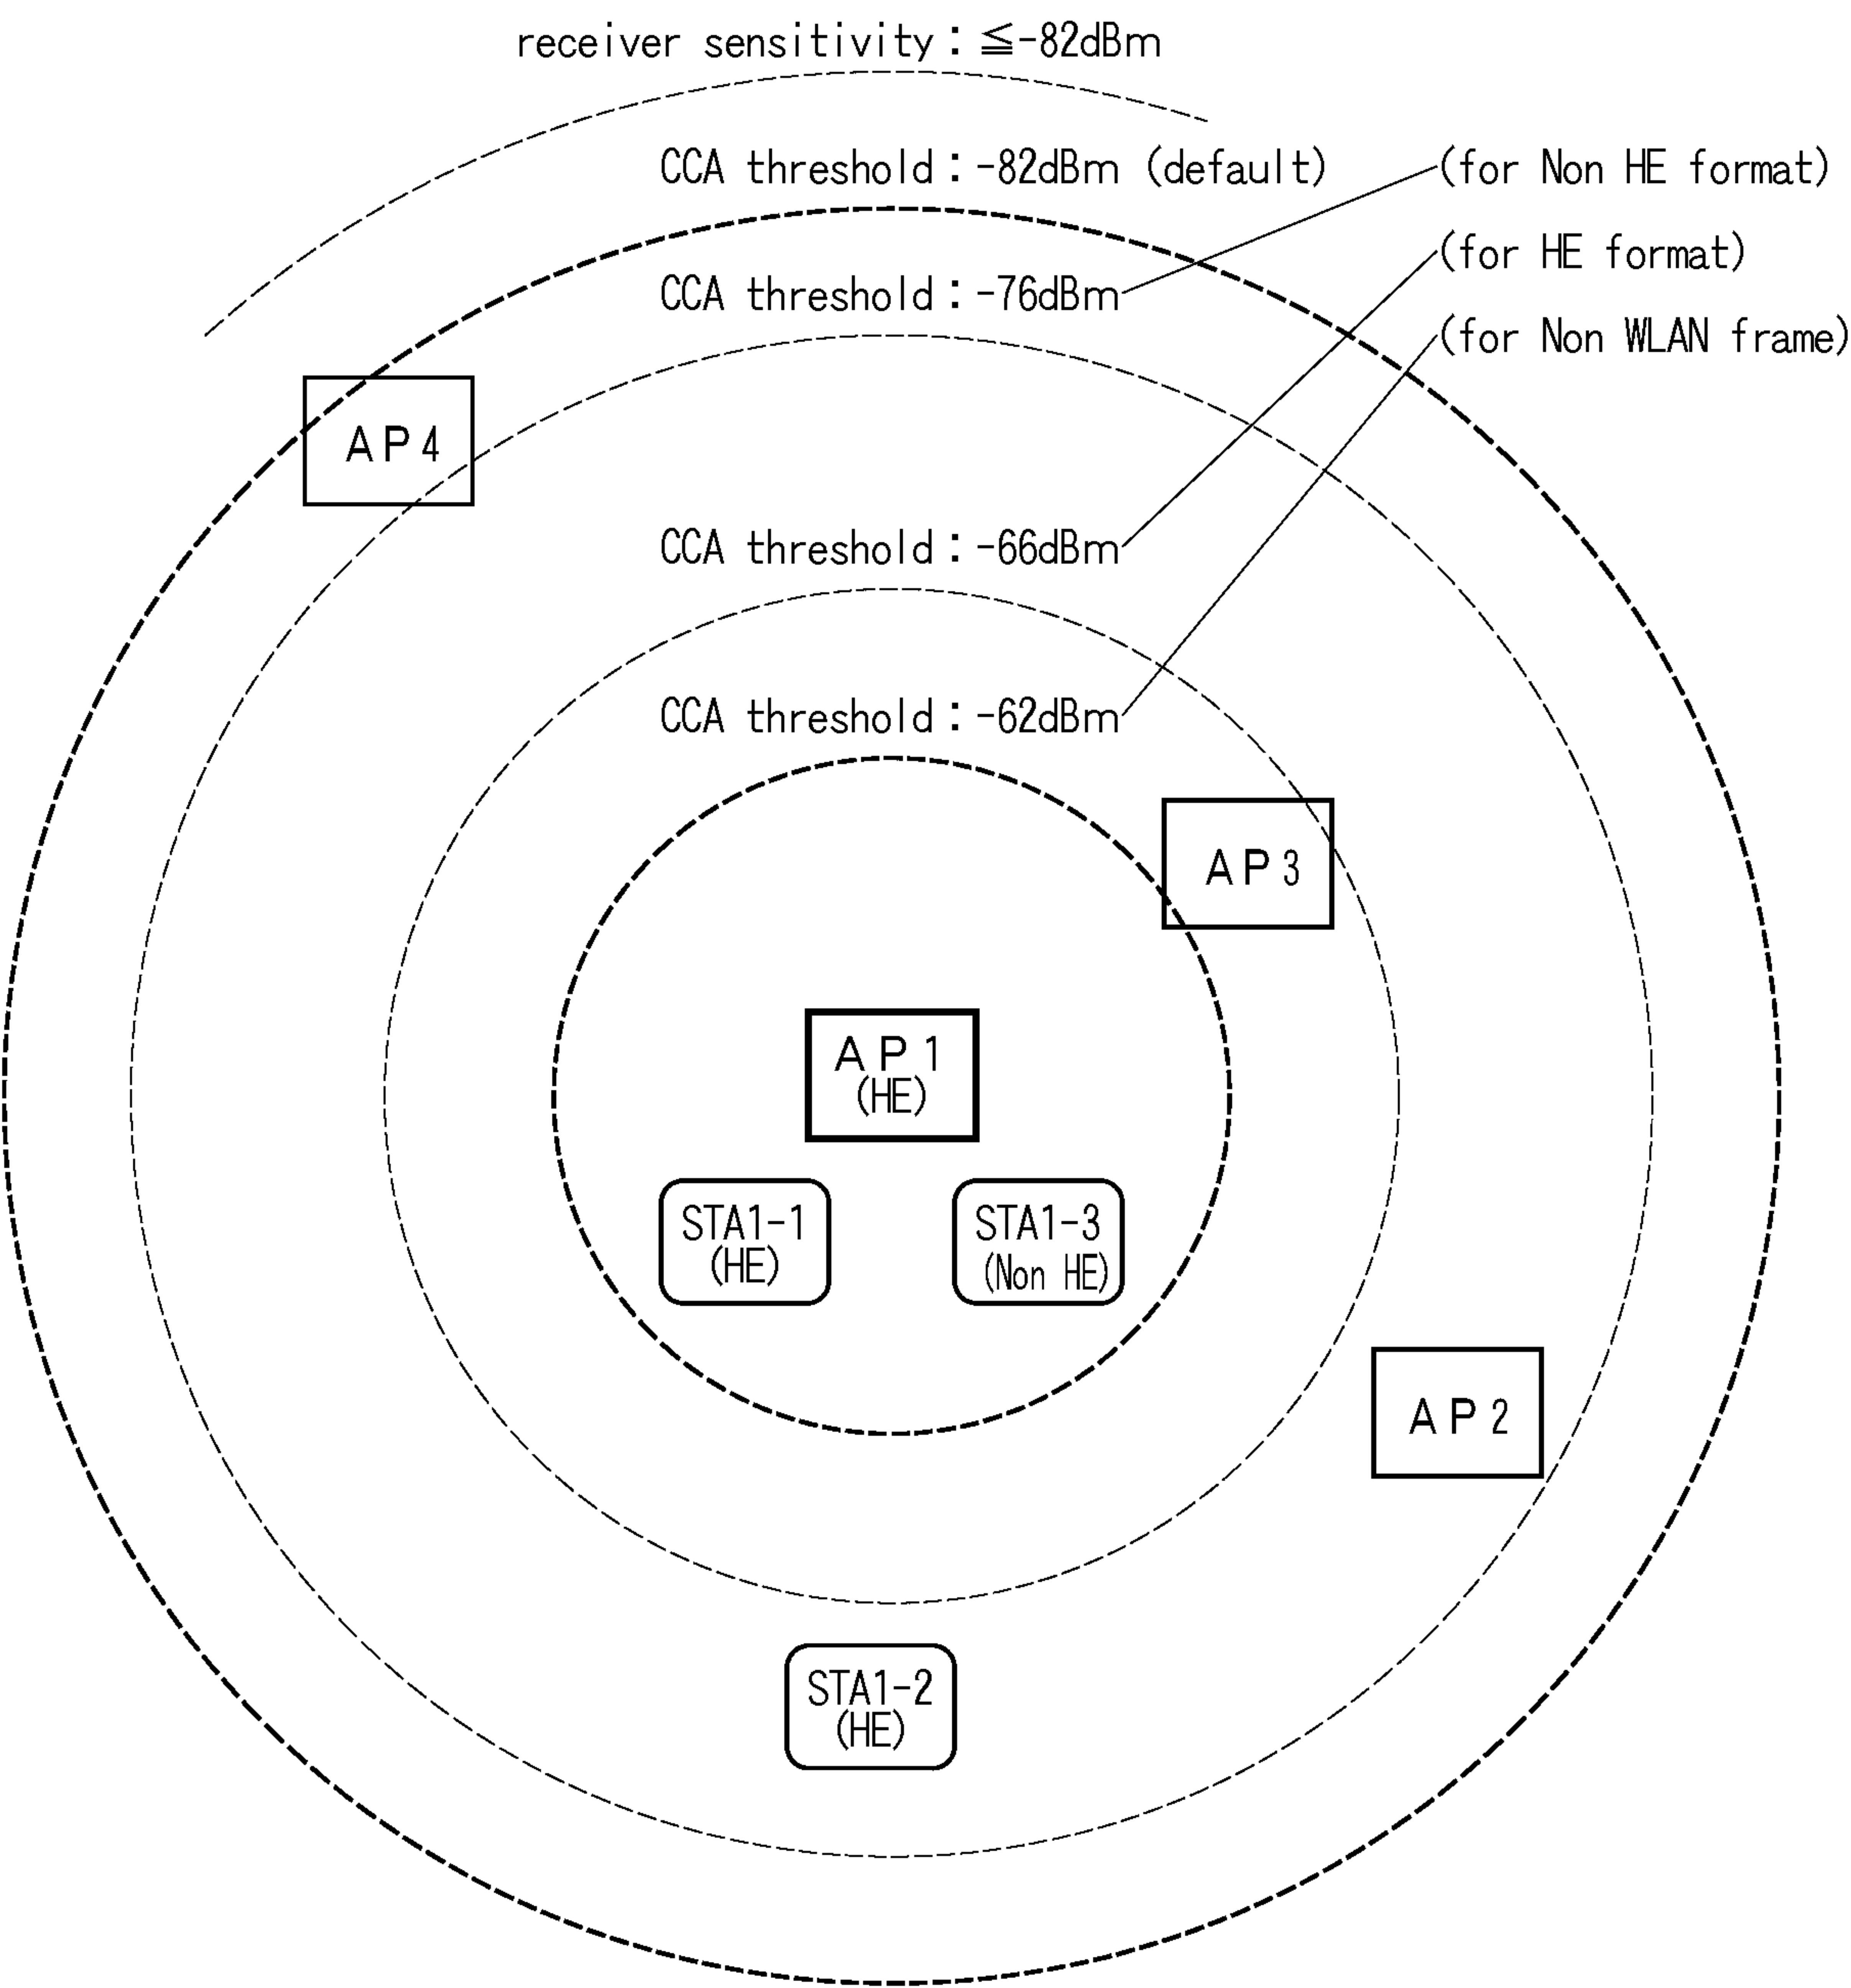 receiver sensitivity：≦-82dBm
CCA threshold：-82dBm (default)
(for Non HE format)
(for HE format)
CCA threshold：-76dBm
(for Non WLAN frame)
AP4
CCA threshold：-66dBm
CCA threshold：-62dBm
AP3
AP1
(HE)
STA1-1
(HE)
STA1-3
(Non HE)
AP2
STA1-2
(HE)